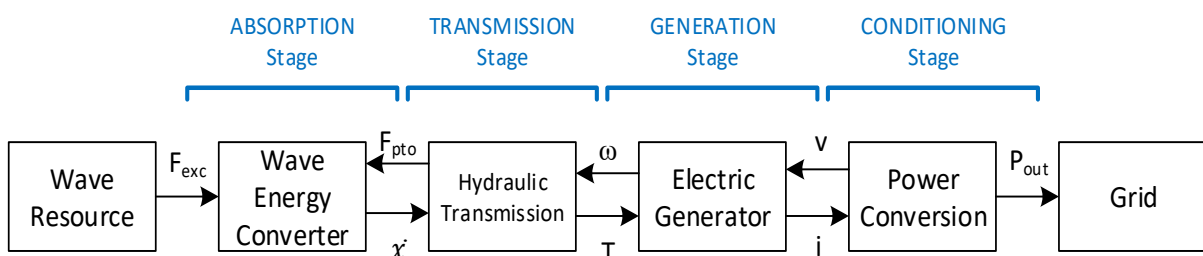 ABSORPTION
Stage
TRANSMISSION
Stage
GENERATION
Stage
CONDITIONING
Stage
Wave
Resource
Fexc
Wave
Energy
Converter
Fpto
ẋ
Hydraulic
Transmission
ω
T
Electric
Generator
v
i
Power
Conversion
Pout
Grid